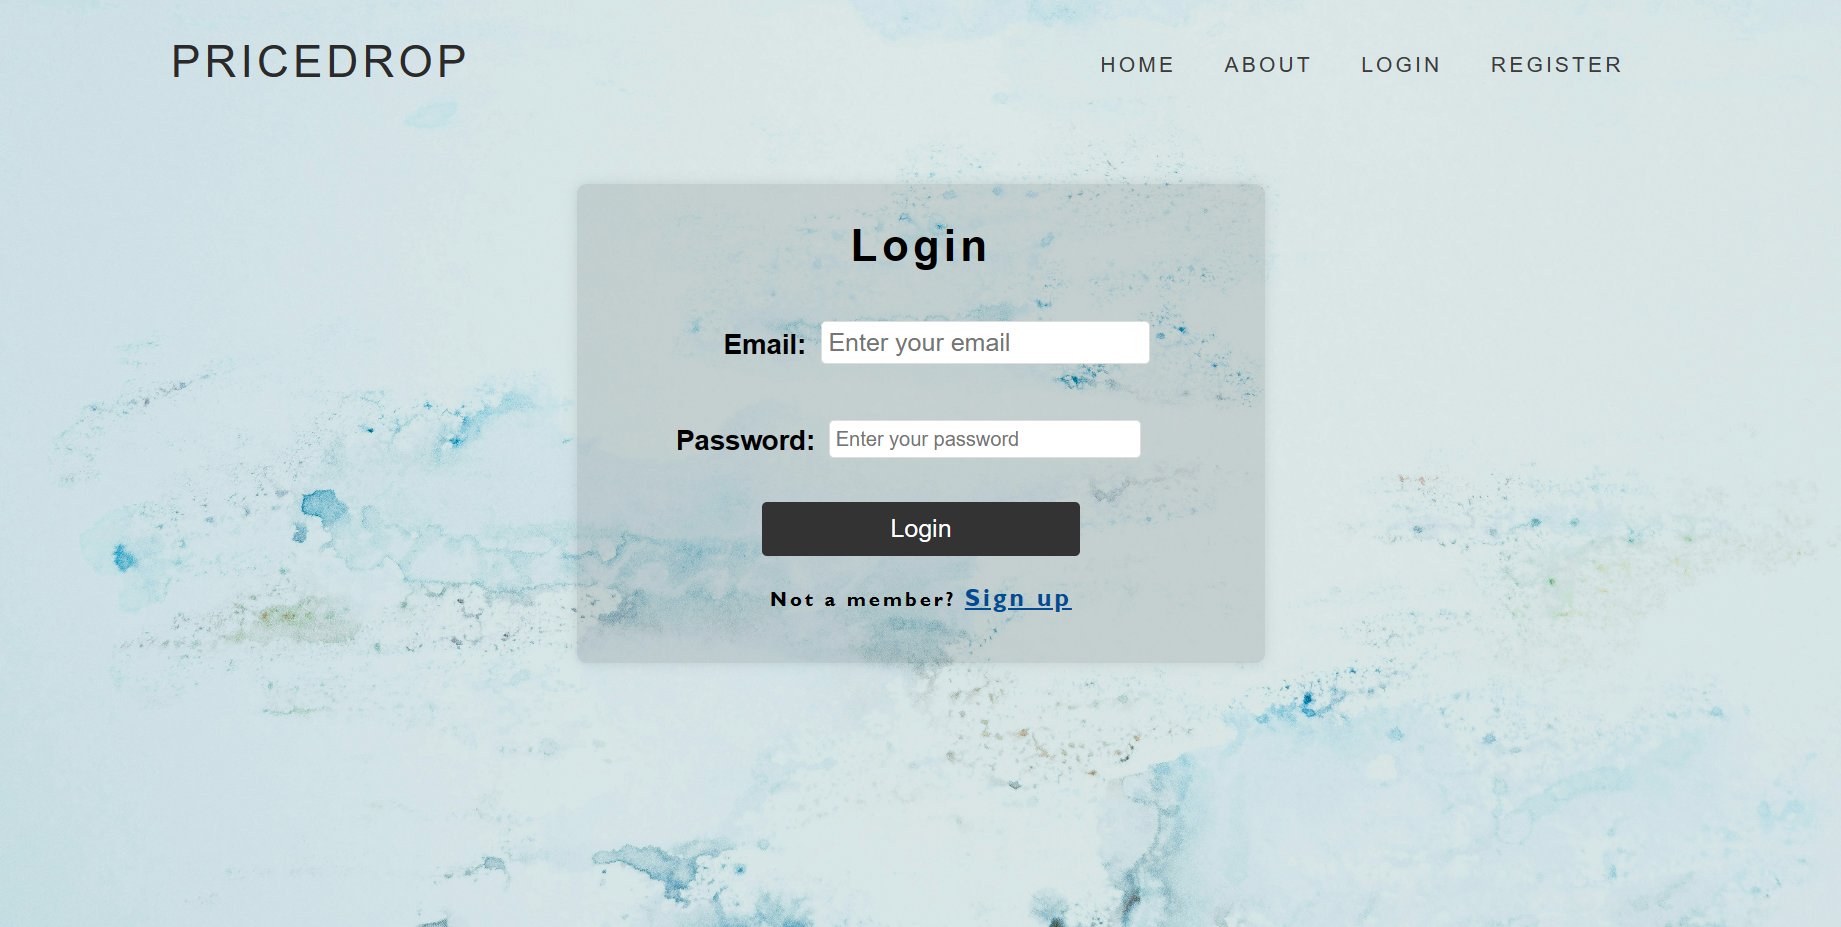 PRICEDROP
HOME ABOUT LOGIN REGISTER
Login
Email: Enter your email
Password: Enter your password
Login
Not a member? Sign up